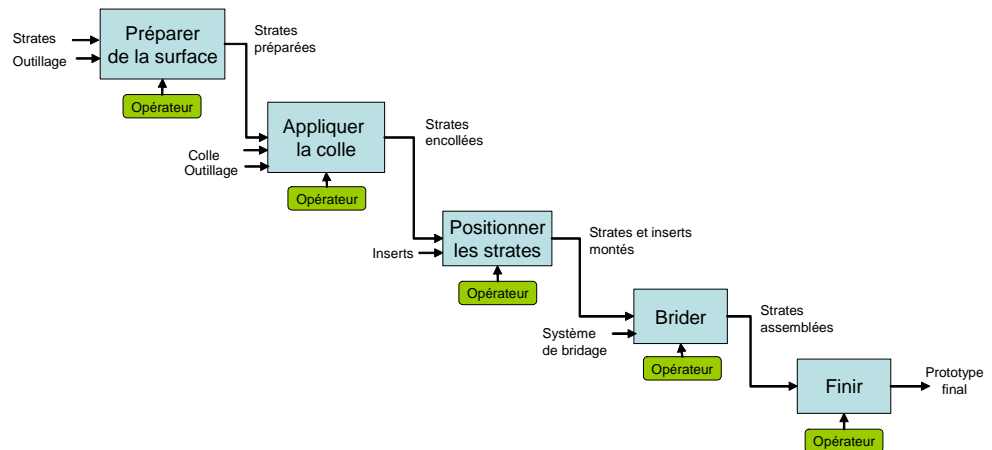 Strates
Outillage
Préparer
de la surface
Strates
préparées
Opérateur
Colle
Outillage
Appliquer
la colle
Strates
encollées
Opérateur
Inserts
Positionner
les strates
Strates et inserts
montés
Opérateur
Système
de bridage
Brider
Strates
assemblées
Opérateur
Finir
Prototype
final
Opérateur